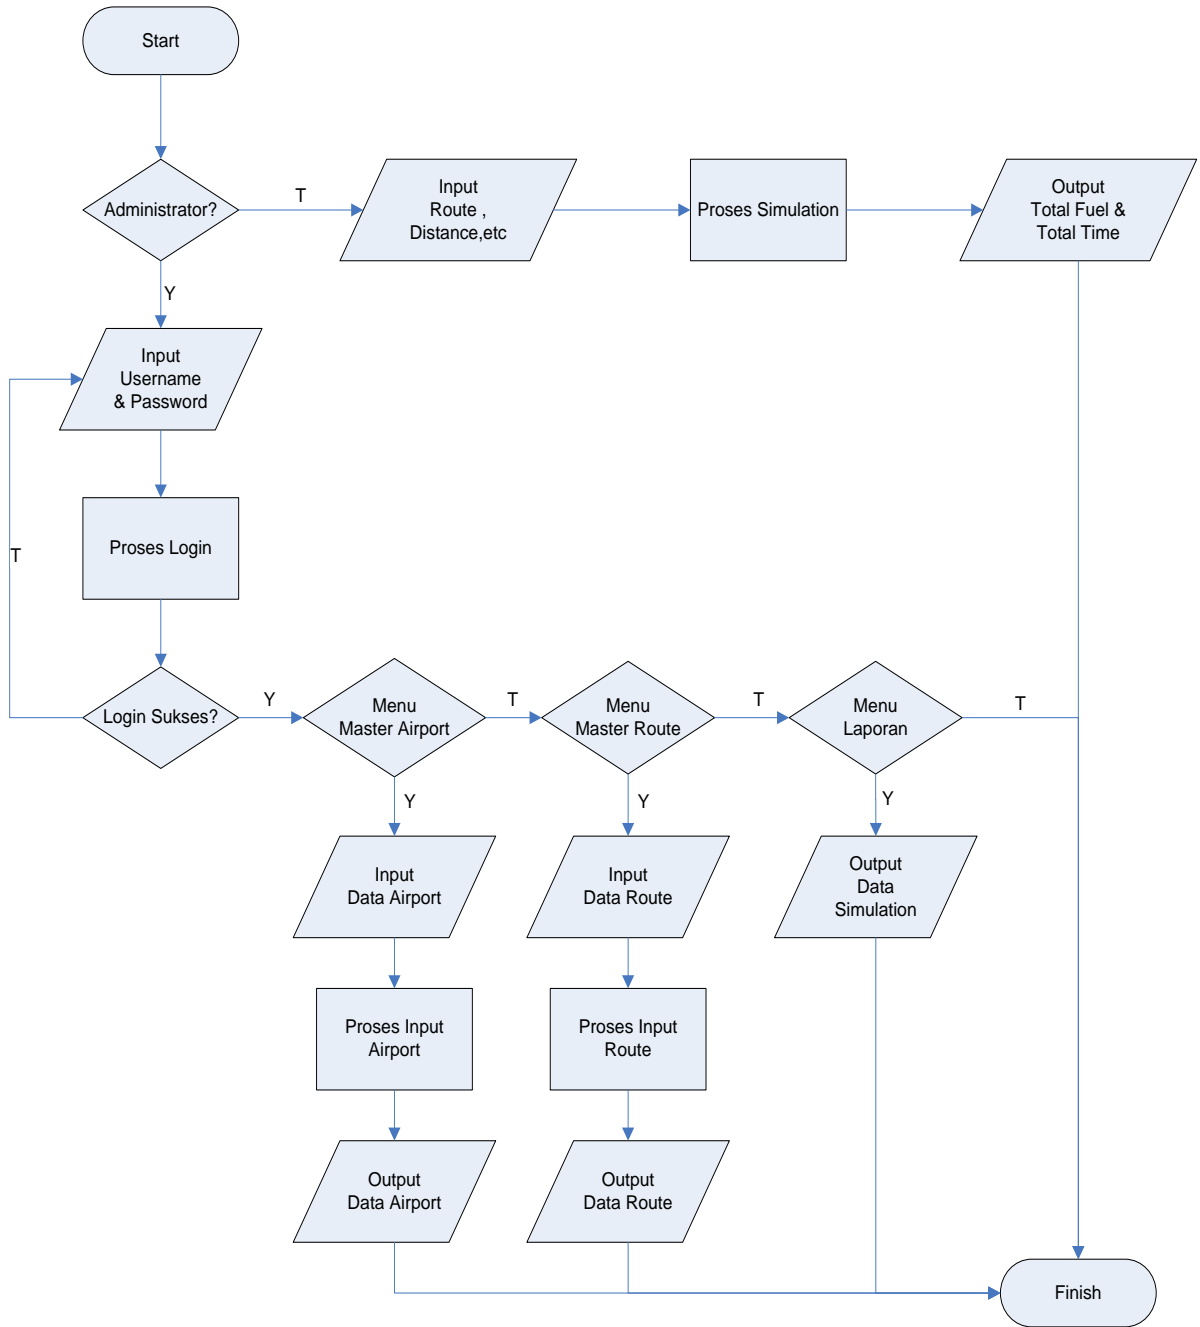 Start
Administrator?
T
Input
Route ,
Distance,etc
Proses Simulation
Output
Total Fuel &
Total Time
Y
Input
Username
& Password
Proses Login
T
Login Sukses?
Y
Menu
Master Airport
T
Menu
Master Route
T
Menu
Laporan
T
Y
Y
Y
Input
Data Airport
Input
Data Route
Output
Data
Simulation
Proses Input
Airport
Proses Input
Route
Output
Data Airport
Output
Data Route
Finish